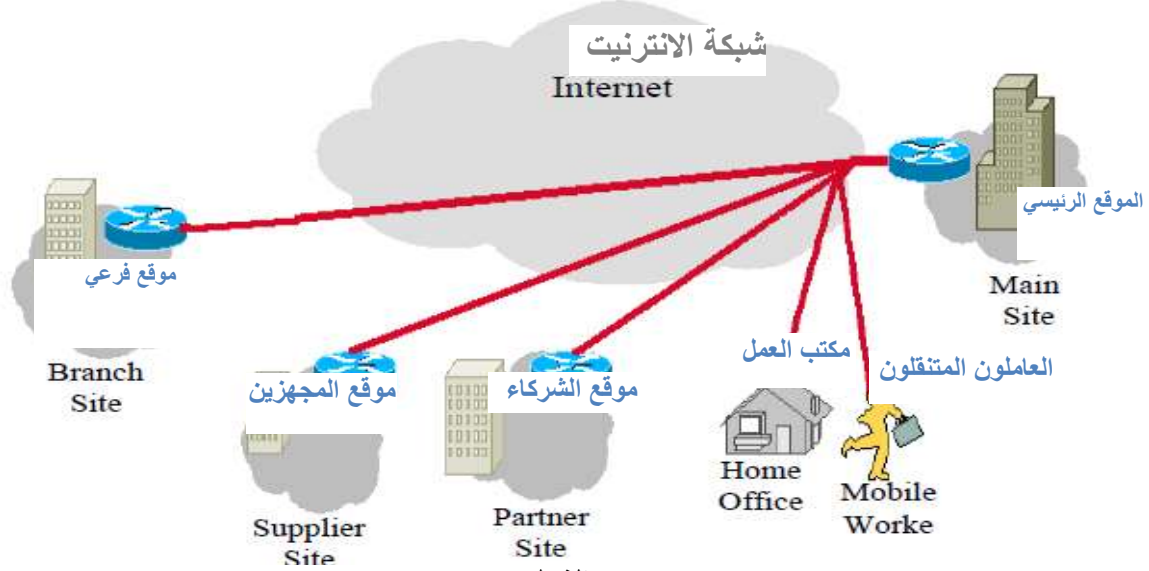 شبكة الانترنيت
Internet
الموقع الرئيسي
Main
Site
موقع فرعي
Branch
Site
موقع المجهزين
Supplier
Site
موقع الشركاء
Partner
Site
مكتب العمل
Home
Office
العاملون المتنقلون
Mobile
Worke